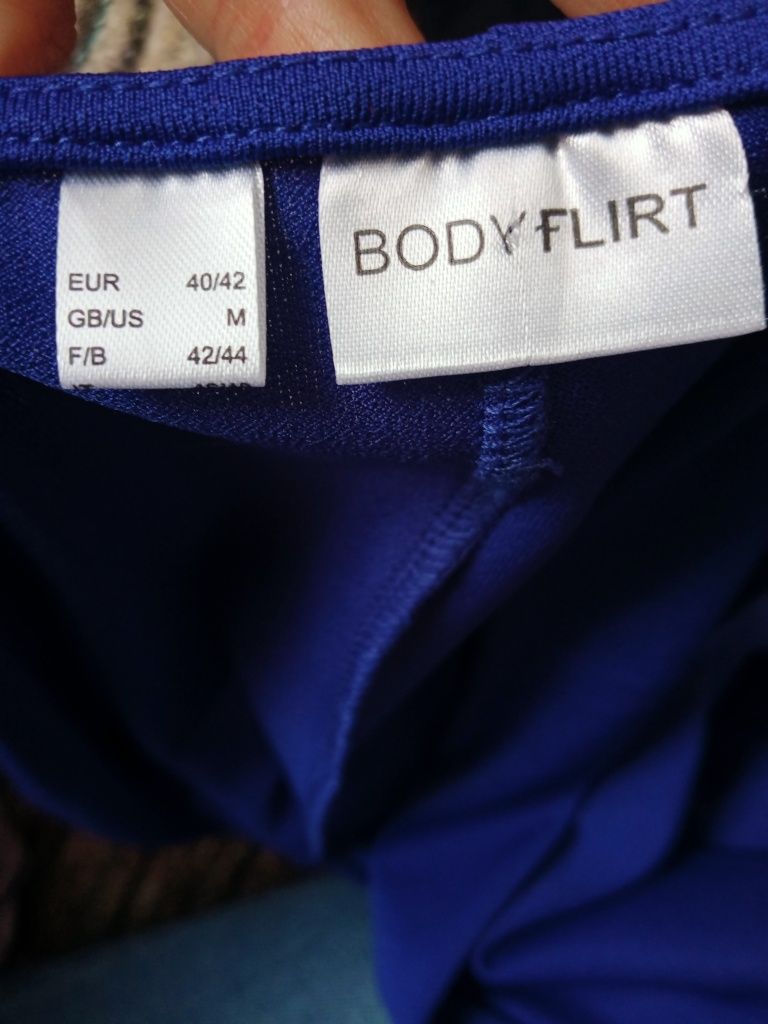 EUR 40/42
GB/US M
F/B 42/44
BODYFLIRT